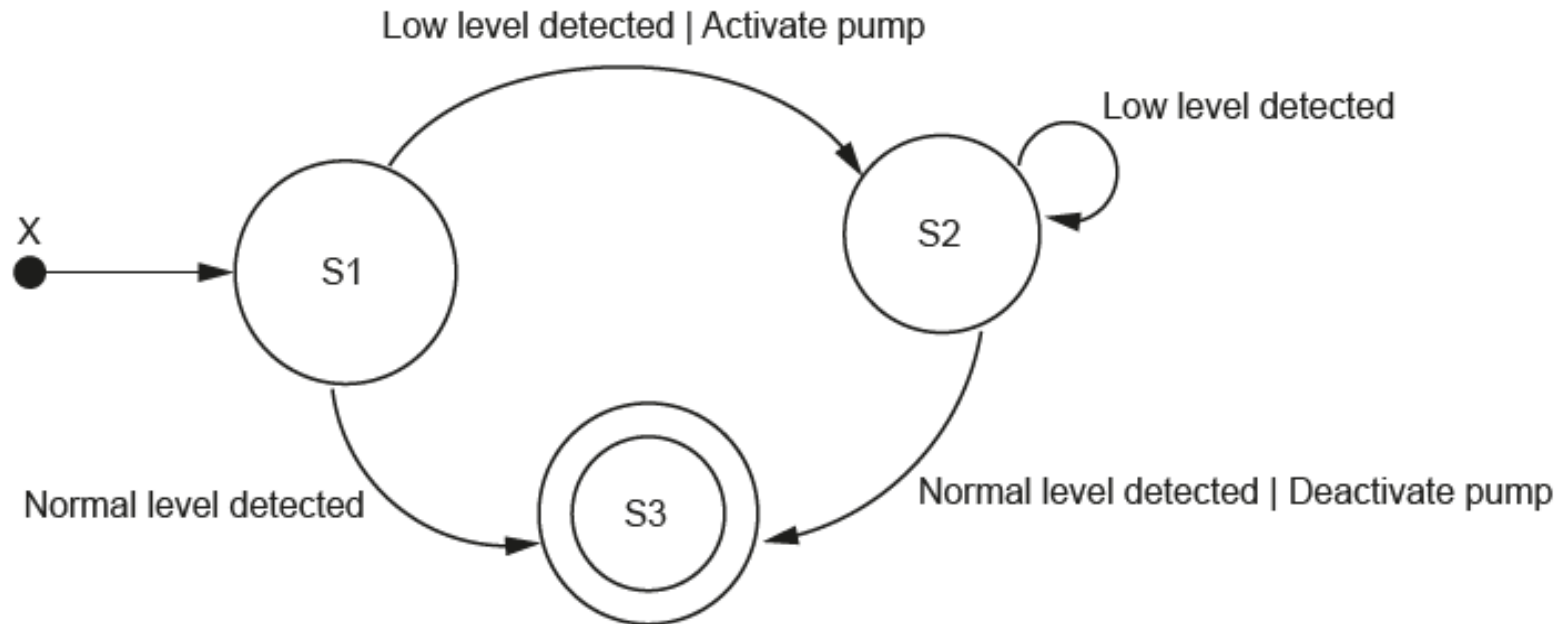 Low level detected | Activate pump
Low level detected
X
S1
S2
Normal level detected
S3
Normal level detected | Deactivate pump